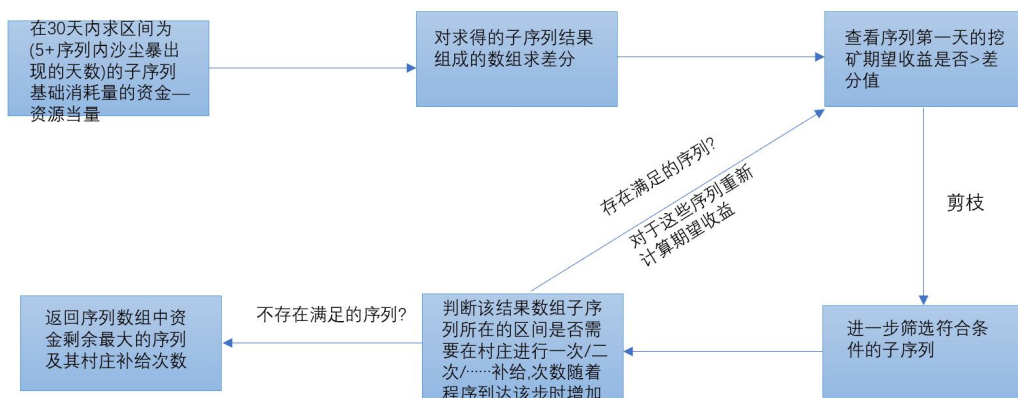 在30天内求区间为
(5+序列内沙尘暴出
现的天数)的子序列
基础消耗量的资金—
资源当量
对求得的子序列结果
组成的数组求差分
查看序列第一天的挖
矿期望收益是否>差
分值
存在满足的序列?
对于这些序列重新
计算期望收益
剪枝
返回序列数组中资
金剩余最大的序列
及其村庄补给次数
不存在满足的序列?
判断该结果数组子序
列所在的区间是否需
要在村庄进行一次/二
次/……补给,次数随着
程序到达该步时增加
进一步筛选符合条
件的子序列